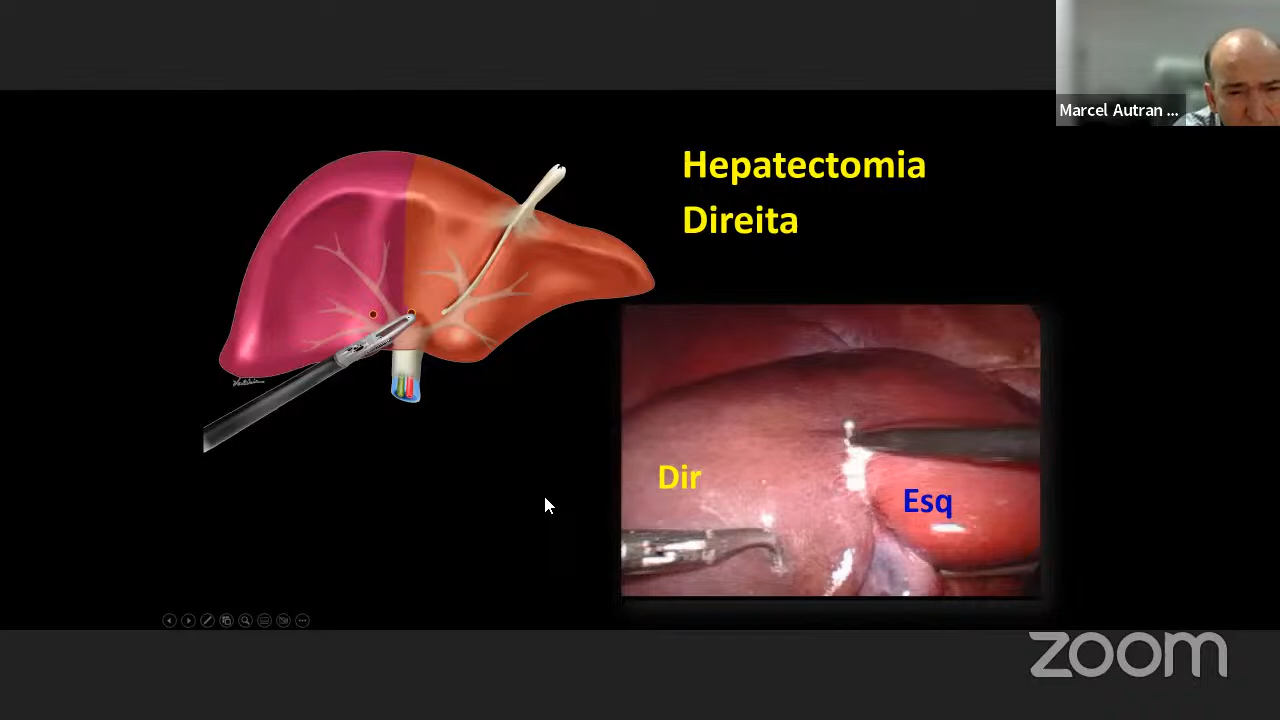 Marcel Autran ...
Hepatectomia
Direita
Dir
Esq
zoom